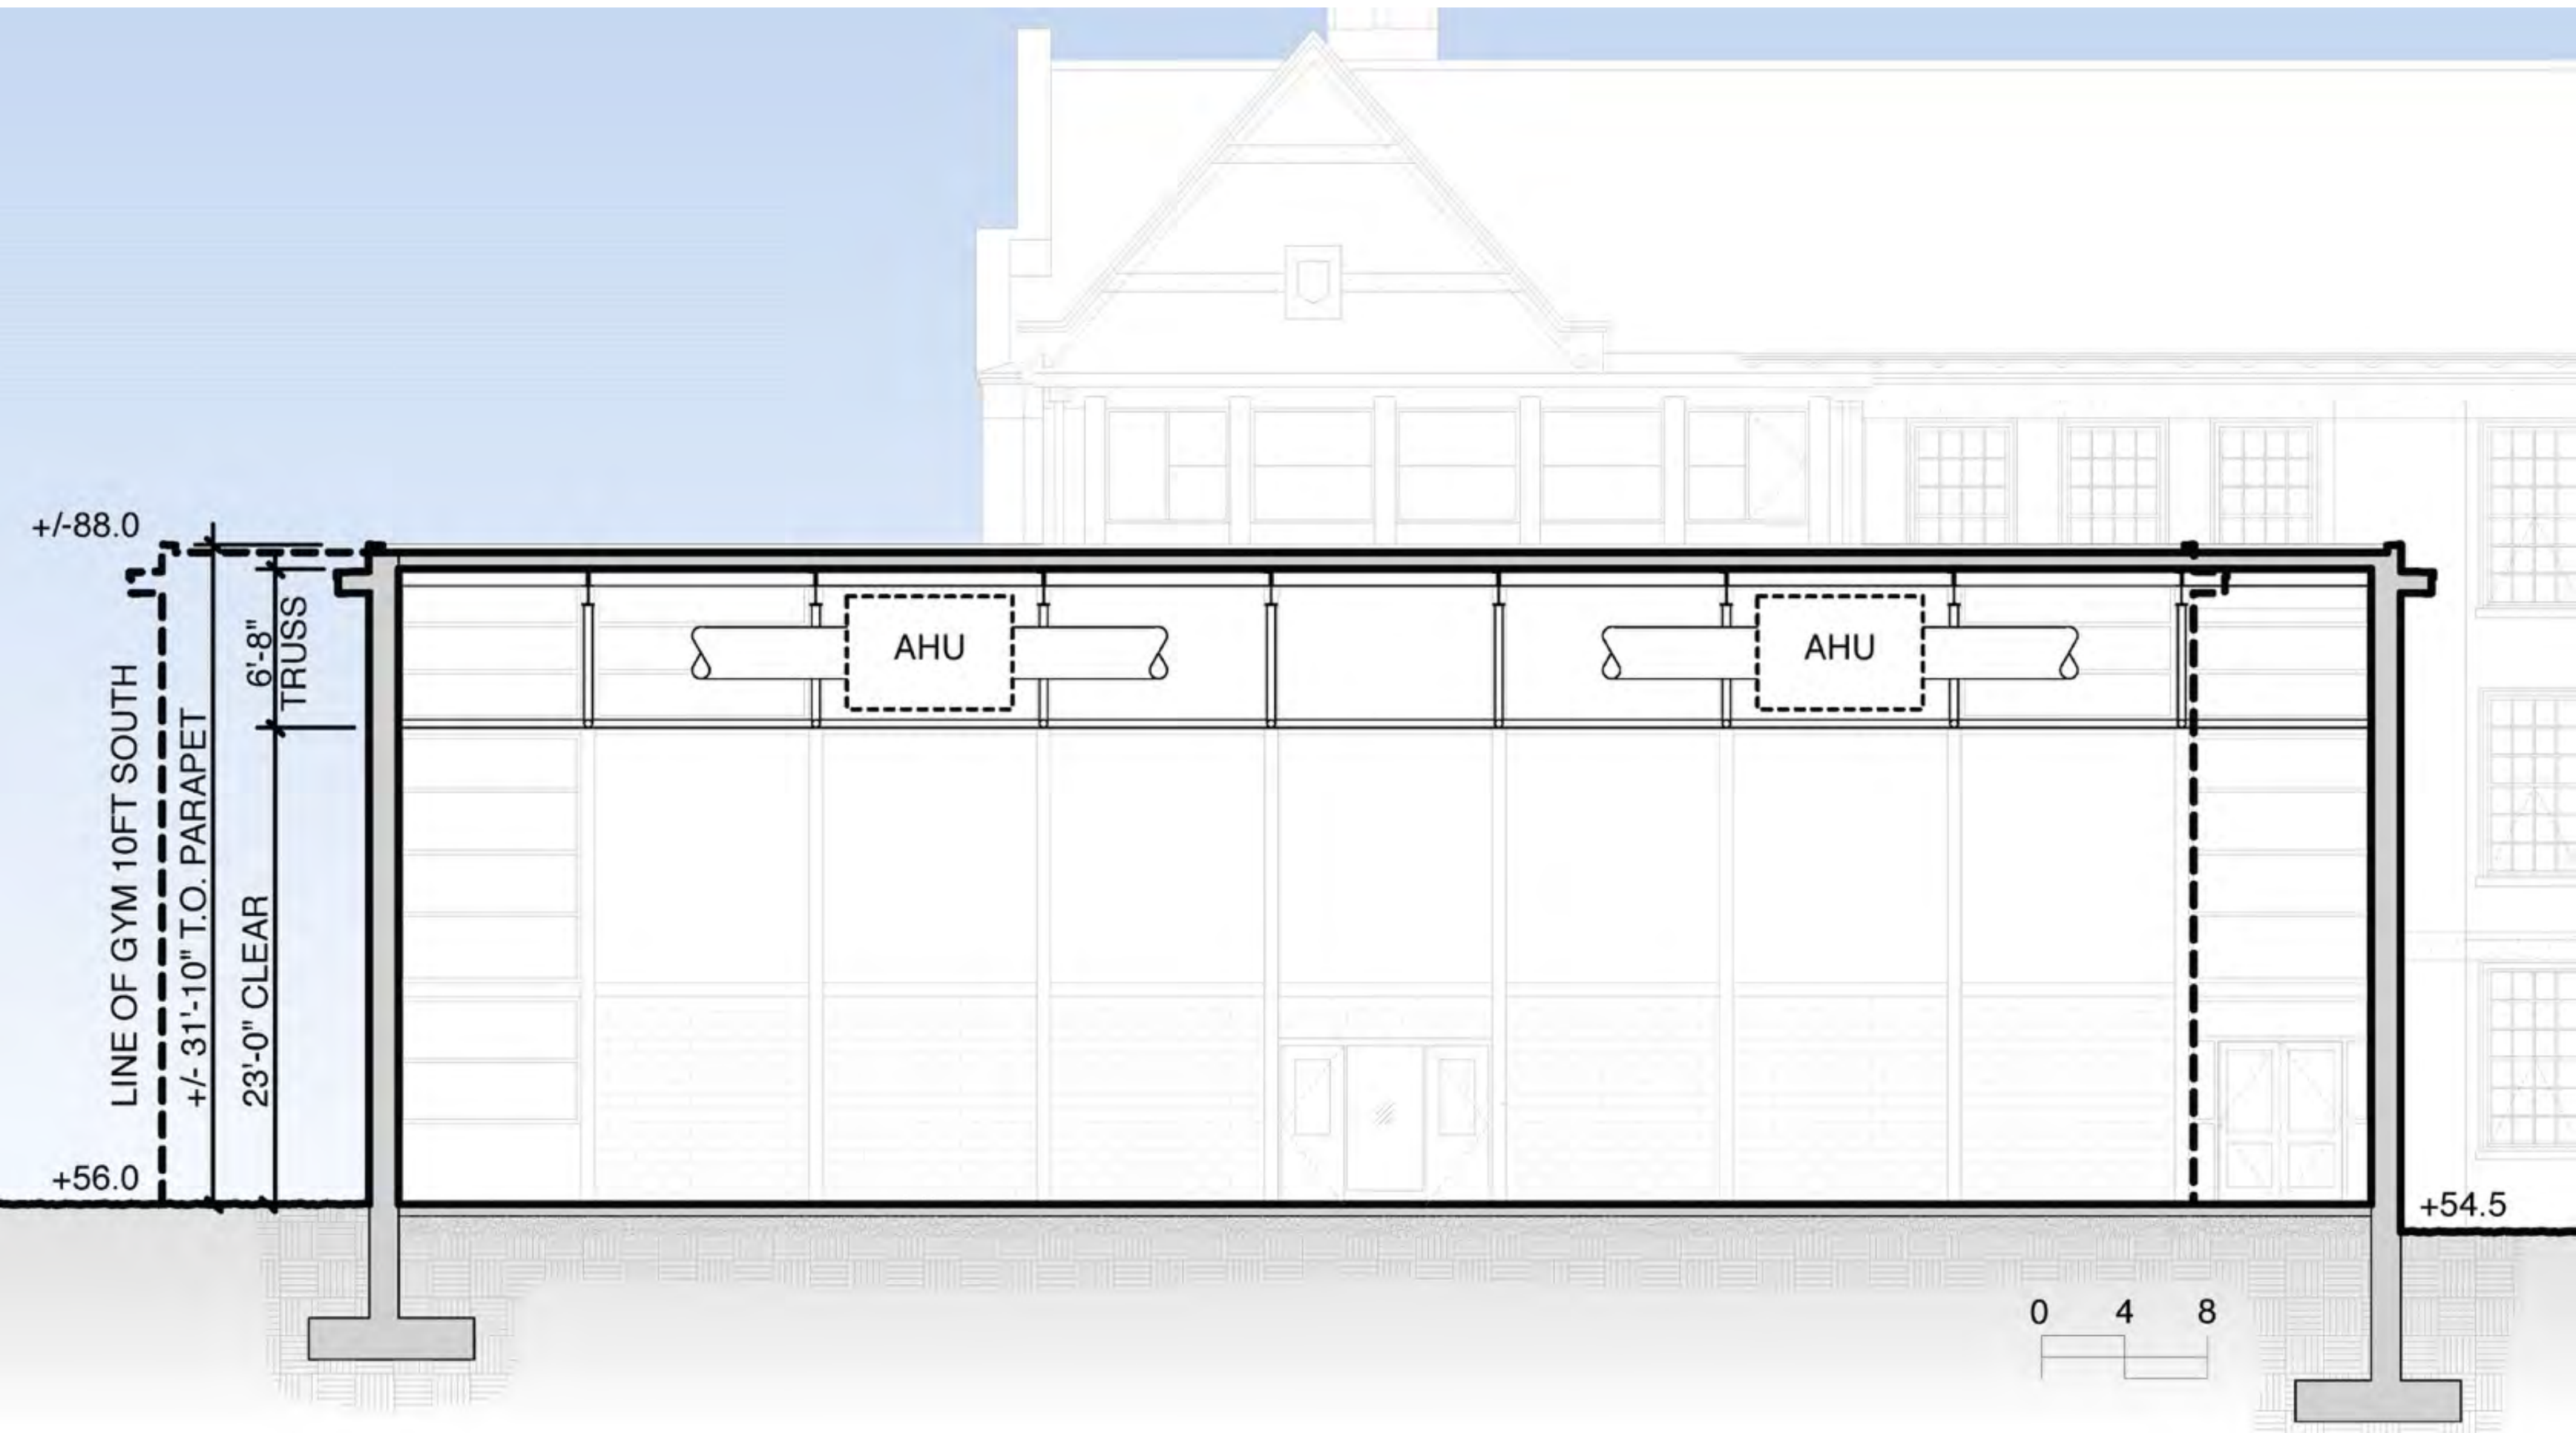 +/-88.0
LINE OF GYM 10FT SOUTH
+/- 31'-10" T.O. PARAPET
6'-8"
TRUSS
23'-0" CLEAR
AHU
AHU
+56.0
+54.5
0 4 8